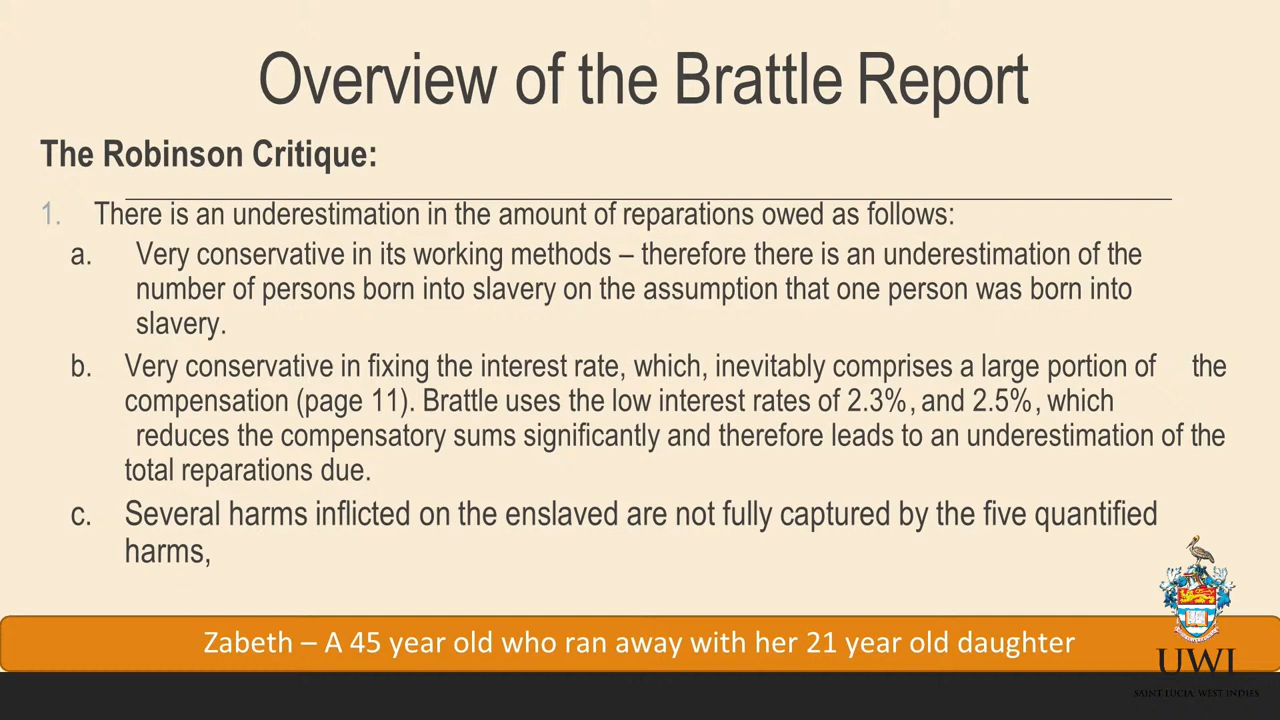 Overview of the Brattle Report
The Robinson Critique:
1. There is an underestimation in the amount of reparations owed as follows:
a. Very conservative in its working methods – therefore there is an underestimation of the
number of persons born into slavery on the assumption that one person was born into
slavery.
b. Very conservative in fixing the interest rate, which, inevitably comprises a large portion of the
compensation (page 11). Brattle uses the low interest rates of 2.3%, and 2.5%, which
reduces the compensatory sums significantly and therefore leads to an underestimation of the
total reparations due.
c. Several harms inflicted on the enslaved are not fully captured by the five quantified
harms,
Zabeth – A 45 year old who ran away with her 21 year old daughter
UWI
SAINT LUCIA, WEST INDIES